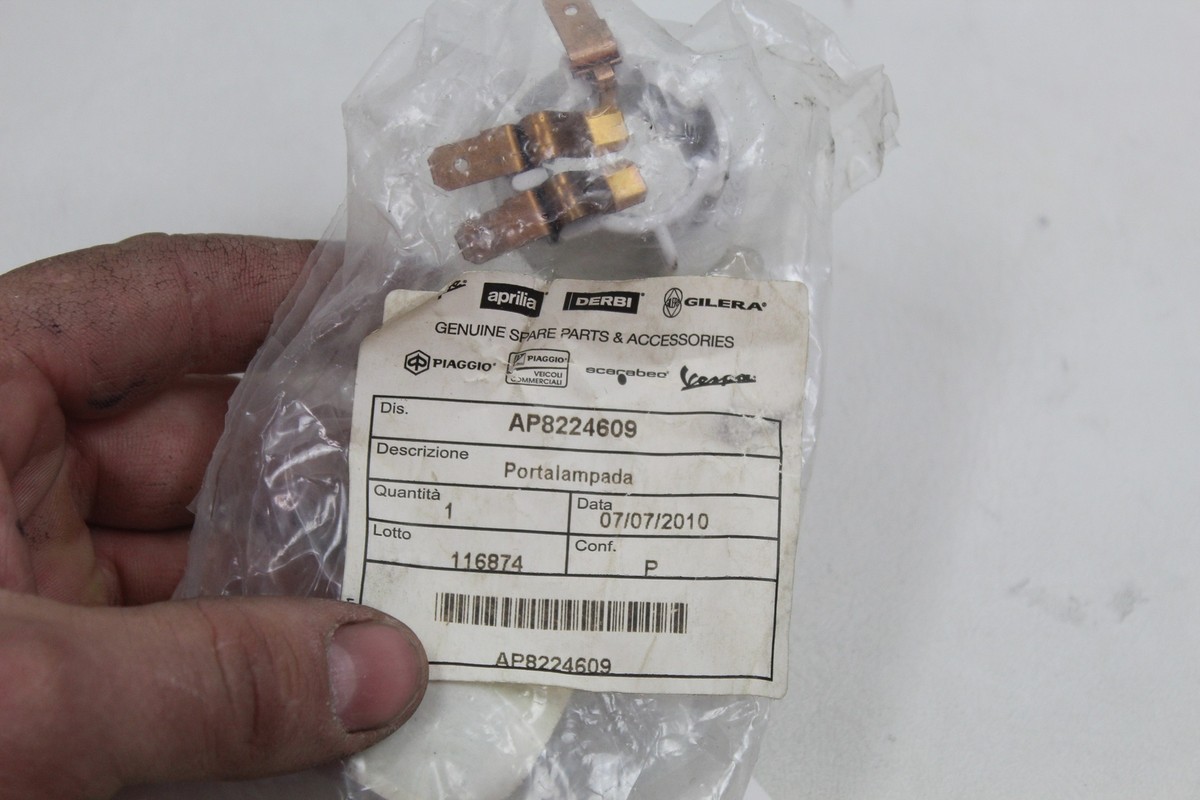 aprilia DERBI GILERA
GENUINE SPARE PARTS & ACCESSORIES
PIAGGIO PIAGGIO VEICOLI COMMERCIALI scarabeo Vespa
Dis. AP8224609
Descrizione Portalampada
Quantità 1 Data 07/07/2010
Lotto 116874 Conf. P
AP8224609